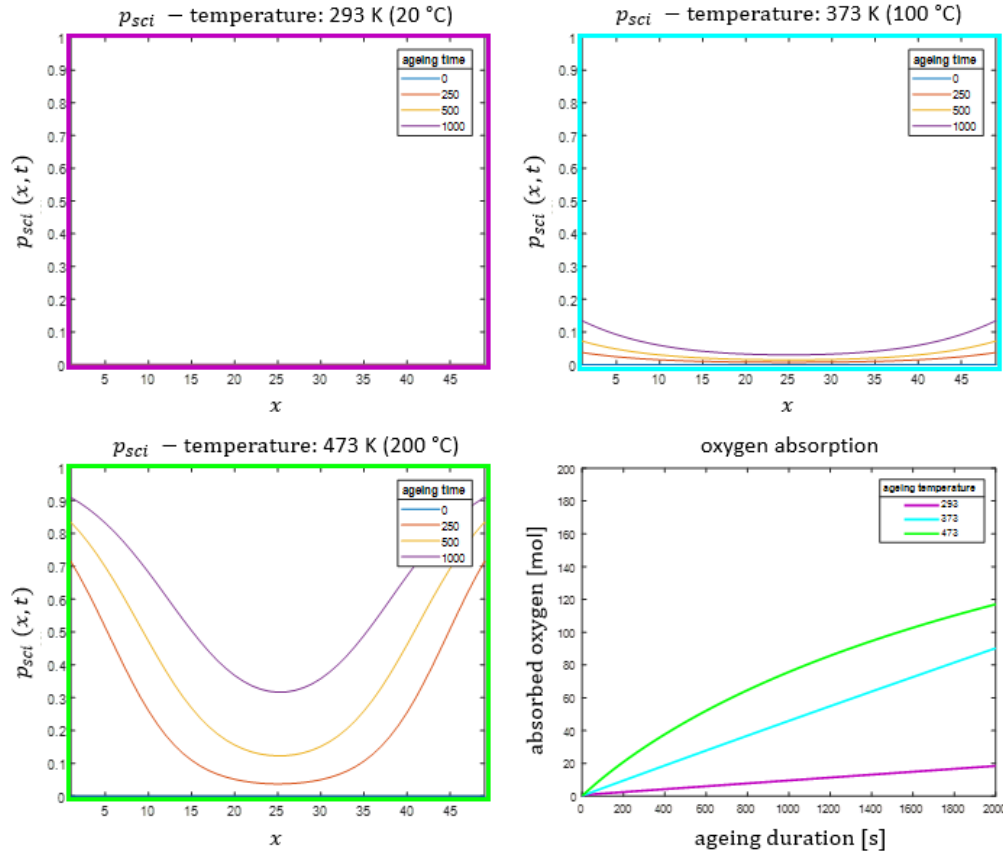 p_sci − temperature: 293 K (20 °C)
1
0.9
0.8
0.7
0.6
0.5
0.4
0.3
0.2
0.1
0
p_sci (x, t)
ageing time
0
250
500
1000
5 10 15 20 25 30 35 40 45
x
p_sci − temperature: 373 K (100 °C)
1
0.9
0.8
0.7
0.6
0.5
0.4
0.3
0.2
0.1
0
p_sci (x, t)
ageing time
0
250
500
1000
5 10 15 20 25 30 35 40 45
x
p_sci − temperature: 473 K (200 °C)
1
0.9
0.8
0.7
0.6
0.5
0.4
0.3
0.2
0.1
0
p_sci (x, t)
ageing time
0
250
500
1000
5 10 15 20 25 30 35 40 45
x
oxygen absorption
200
180
160
140
120
100
80
60
40
20
0
absorbed oxygen [mol]
ageing temperature
293
373
473
0 200 400 600 800 1000 1200 1400 1600 1800 2000
ageing duration [s]